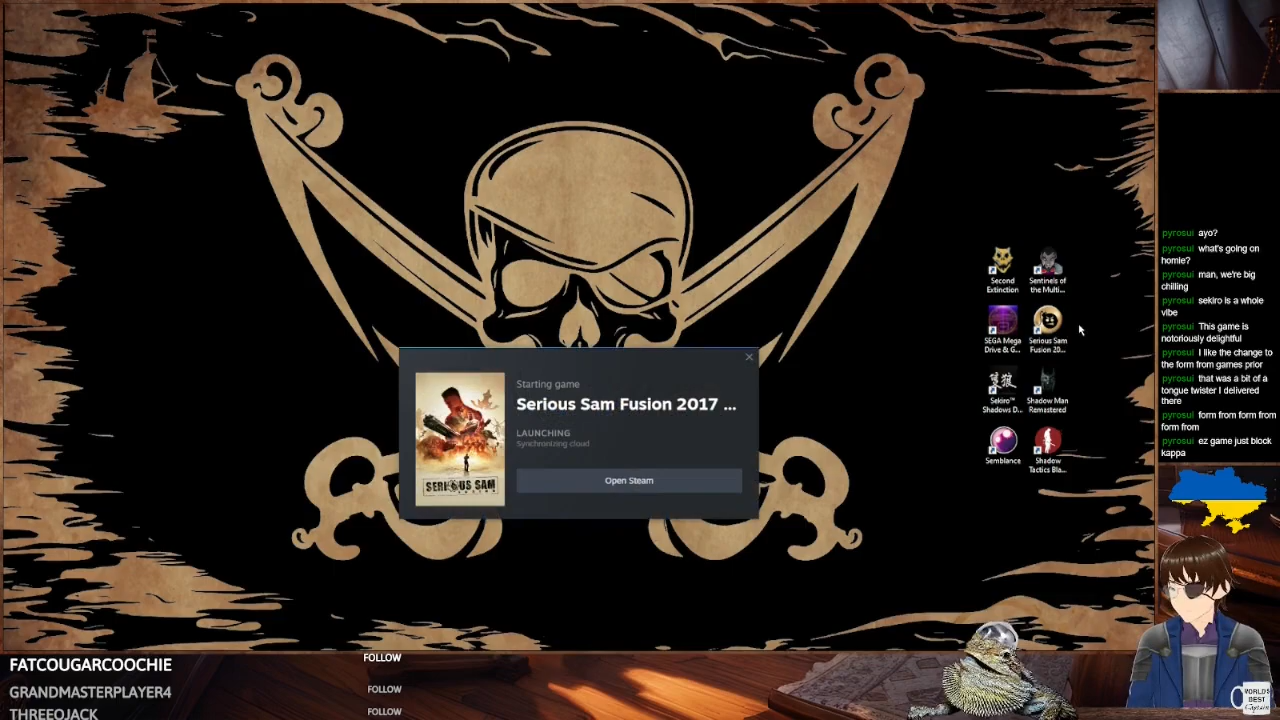 Starting game
Serious Sam Fusion 2017 ...
LAUNCHING
Synchronizing cloud
Open Steam
SERIOUS SAM
Second
Extinction
Sentinels of
the Multi...
SEGA Mega
Drive & G...
Serious Sam
Fusion 20...
Sekiro™
Shadows D...
Shadow Man
Remastered
Semblance
Shadow
Tactics Bla...
pyrosui ayo?
pyrosui what's going on
homie?
pyrosui man, we're big
chilling
pyrosui sekiro is a whole
vibe
pyrosui This game is
notoriously delightful
pyrosui I like the change to
the form from games prior
pyrosui that was a bit of a
tongue twister I delivered
there
pyrosui form from form from
form from
pyrosui ez game just block
kappa
WORLD'S
BEST
Captain
FATCOUGARCOOCHIE
FOLLOW
GRANDMASTERPLAYER4
FOLLOW
THREEOJACK
FOLLOW